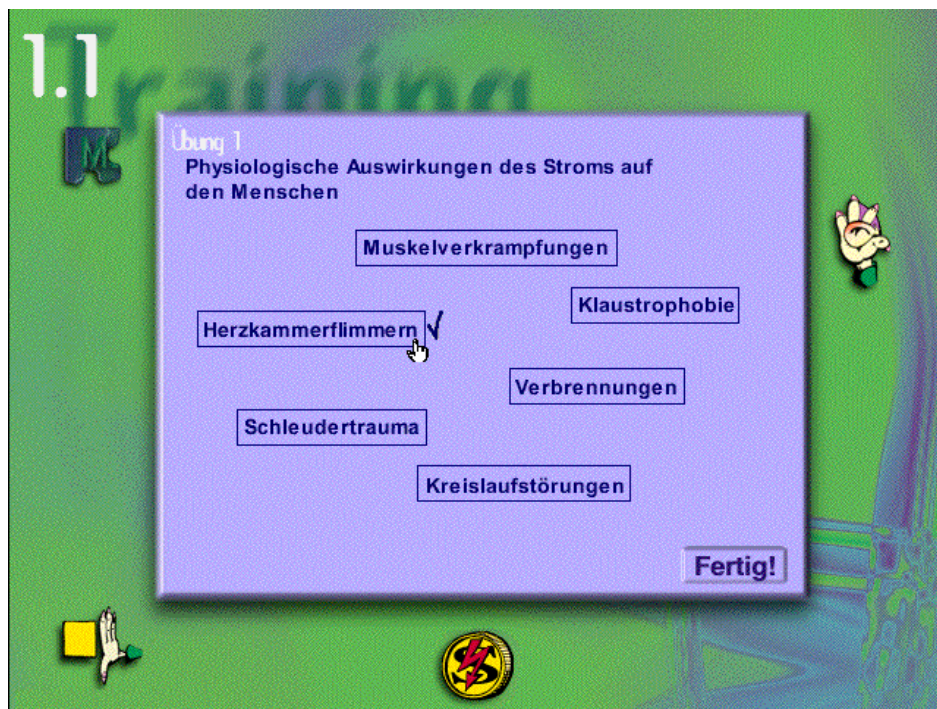 1.1
Training
M
Übung 1
Physiologische Auswirkungen des Stroms auf
den Menschen
Muskelverkrampfungen
Klaustrophobie
Herzkammerflimmern
Verbrennungen
Schleudertrauma
Kreislaufstörungen
Fertig!
S